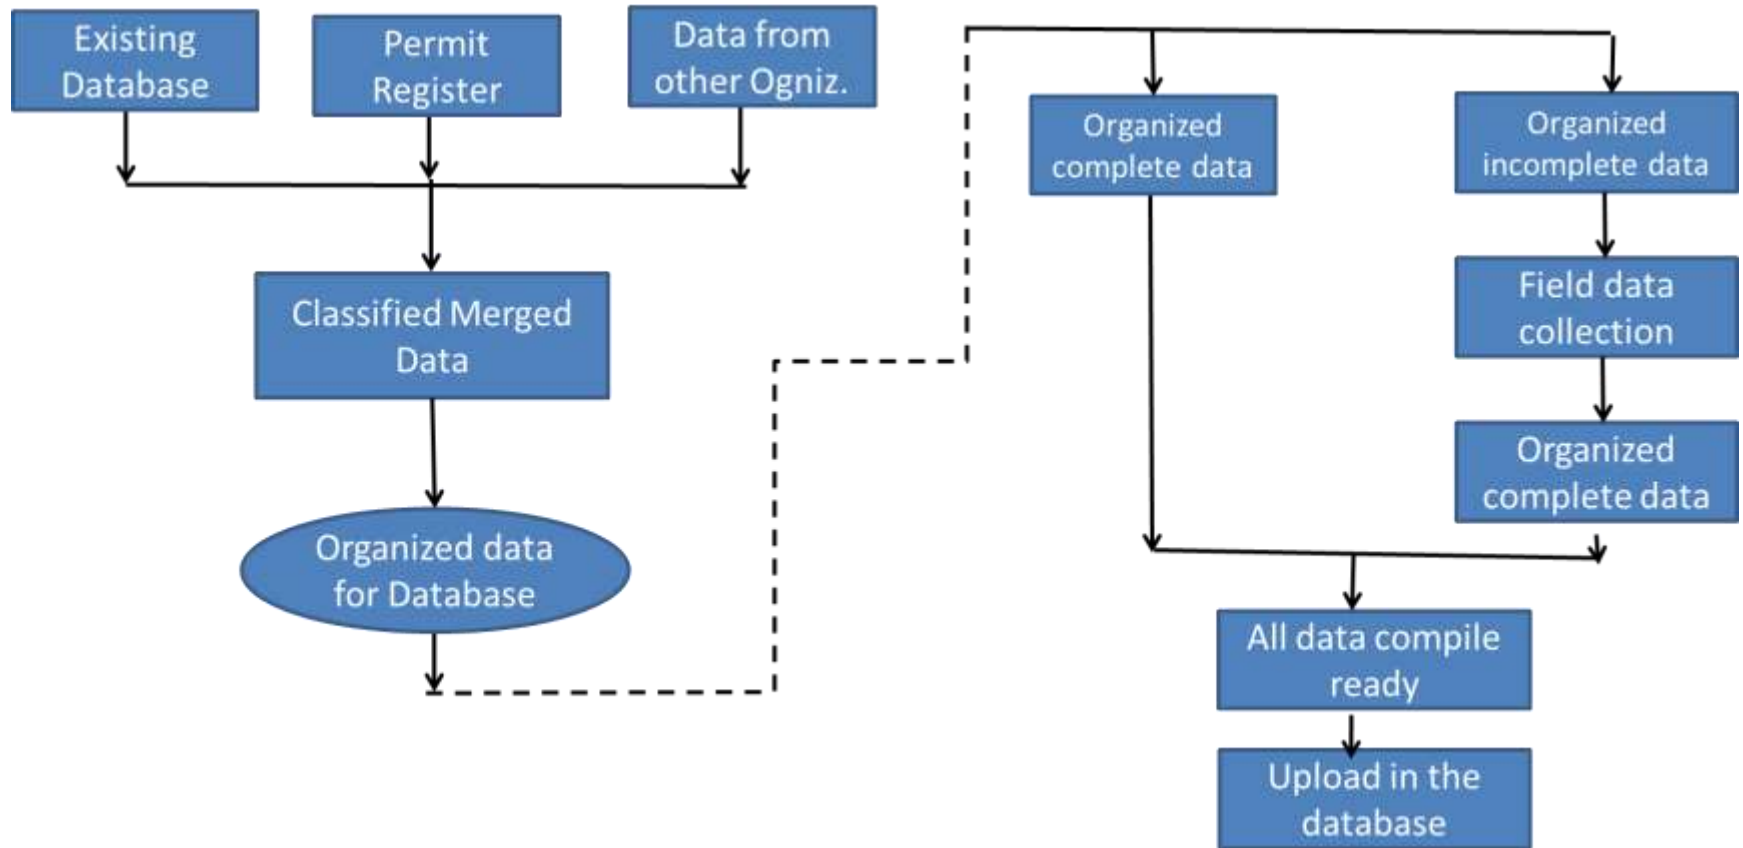 Existing
Database
Permit
Register
Data from
other Ogniz.
Classified Merged
Data
Organized data
for Database
Organized
complete data
Organized
incomplete data
Field data
collection
Organized
complete data
All data compile
ready
Upload in the
database